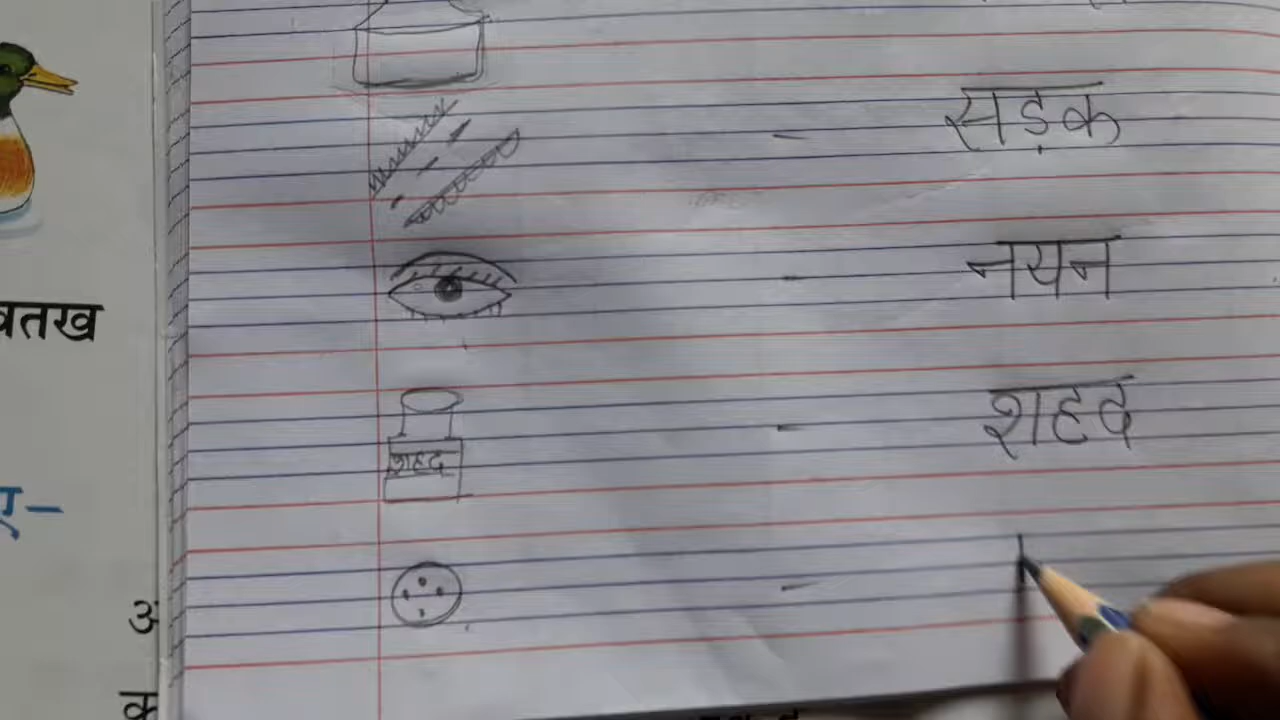 सड़क
नयन
शहद
शहद
बतख
ए-